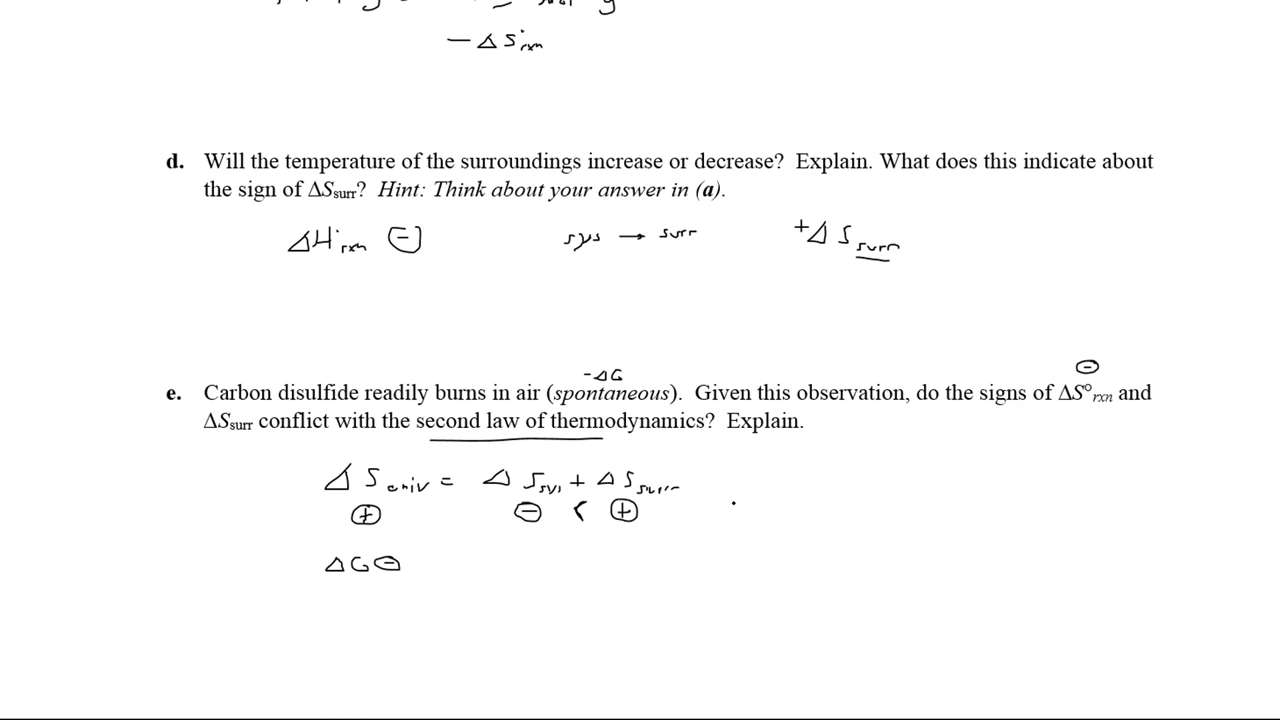 − ΔS°rxn
d. Will the temperature of the surroundings increase or decrease? Explain. What does this indicate about
the sign of ΔSsurr? Hint: Think about your answer in (a).
ΔH°rxn ⊖ sys → surr +ΔSsurr
-ΔG ⊖
e. Carbon disulfide readily burns in air (spontaneous). Given this observation, do the signs of ΔS°rxn and
ΔSsurr conflict with the second law of thermodynamics? Explain.
ΔSuniv = ΔSsys + ΔSsurr
⊕ ⊖ < ⊕
ΔG⊖